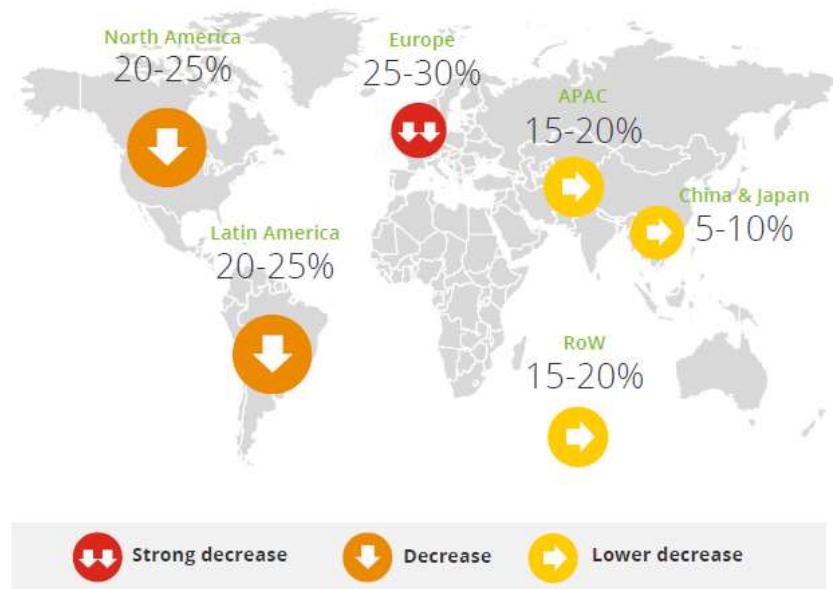 North America
20-25%
Europe
25-30%
APAC
15-20%
China & Japan
5-10%
Latin America
20-25%
RoW
15-20%
Strong decrease
Decrease
Lower decrease